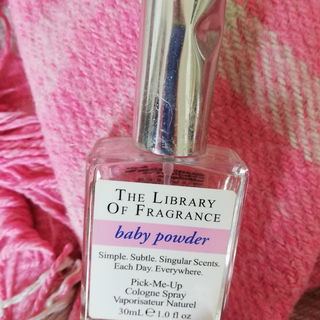 The Library
Of Fragrance
baby powder
Simple. Subtle. Singular Scents.
Each Day. Everywhere.
Pick-Me-Up
Cologne Spray
Vaporisateur Naturel
30mL ℮ 1.0 fl oz